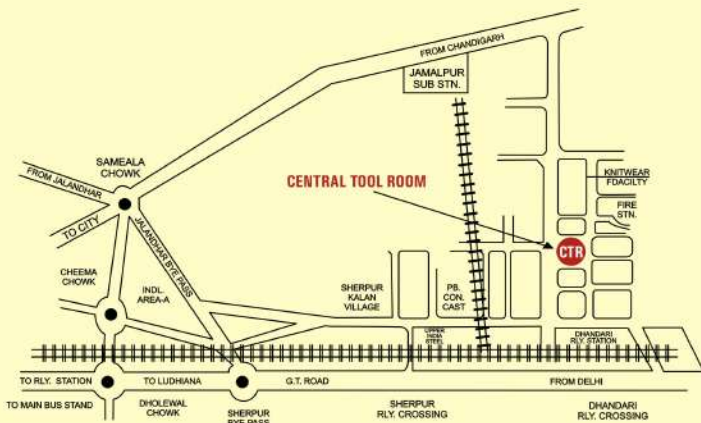 FROM CHANDIGARH
JAMALPUR
SUB STN.
SAMEALA
CHOWK
FROM JALANDHAR
TO CITY
JALANDHAR BYE PASS
CENTRAL TOOL ROOM
KNITWEAR
FDACILTY
FIRE
STN.
CTR
CHEEMA
CHOWK
INDL.
AREA-A
SHERPUR
KALAN
VILLAGE
PB.
CON.
CAST
UPPER
INDIA
STEEL
DHANDARI
RLY. STATION
TO RLY. STATION
TO LUDHIANA
G.T. ROAD
FROM DELHI
TO MAIN BUS STAND
DHOLEWAL
CHOWK
SHERPUR
BYE PASS
SHERPUR
RLY. CROSSING
DHANDARI
RLY. CROSSING